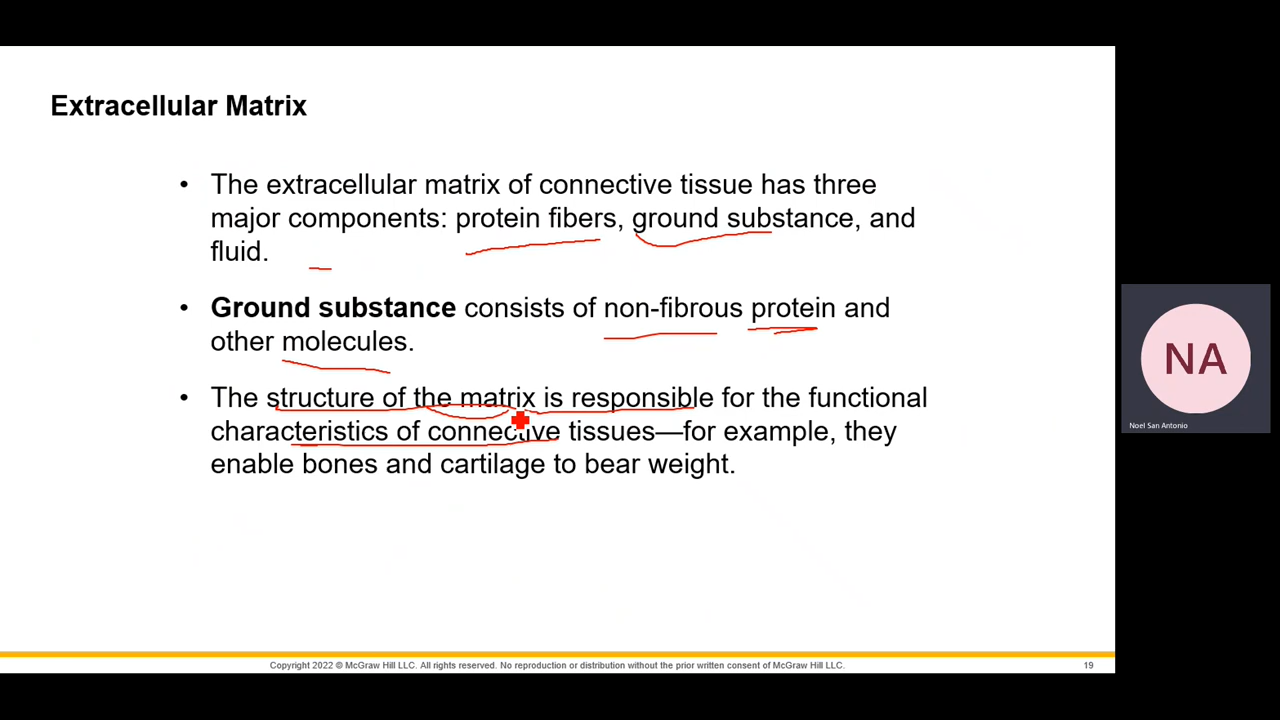 Extracellular Matrix
• The extracellular matrix of connective tissue has three
major components: protein fibers, ground substance, and
fluid.
• Ground substance consists of non-fibrous protein and
other molecules.
• The structure of the matrix is responsible for the functional
characteristics of connective tissues—for example, they
enable bones and cartilage to bear weight.
NA
Noel San Antonio
Copyright 2022 © McGraw Hill LLC. All rights reserved. No reproduction or distribution without the prior written consent of McGraw Hill LLC.
19